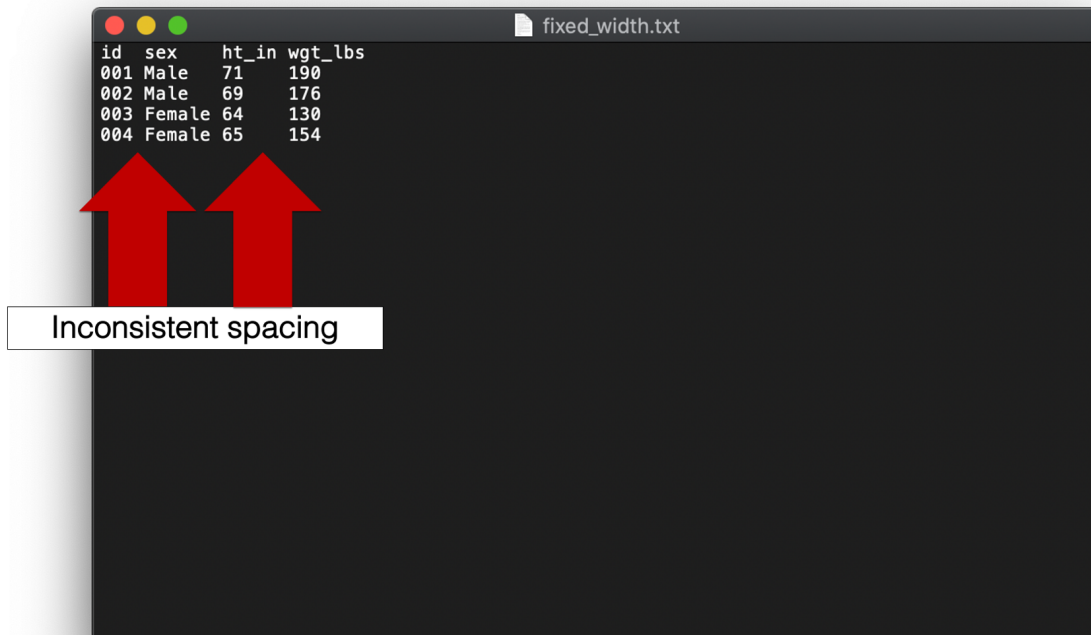 fixed_width.txt
id  sex    ht_in wgt_lbs
001 Male   71    190
002 Male   69    176
003 Female 64    130
004 Female 65    154
Inconsistent spacing